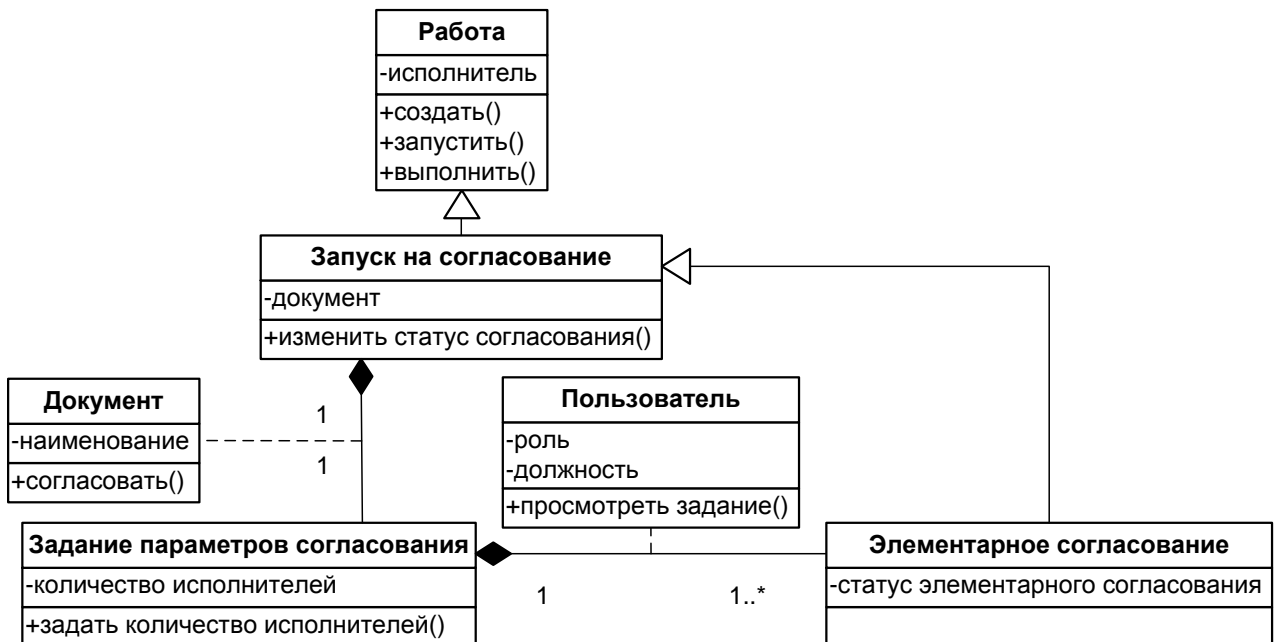 Работа
-исполнитель
+создать()
+запустить()
+выполнить()
Запуск на согласование
-документ
+изменить статус согласования()
Документ
-наименование
+согласовать()
1
1
Пользователь
-роль
-должность
+просмотреть задание()
Задание параметров согласования
-количество исполнителей
+задать количество исполнителей()
1
1..*
Элементарное согласование
-статус элементарного согласования